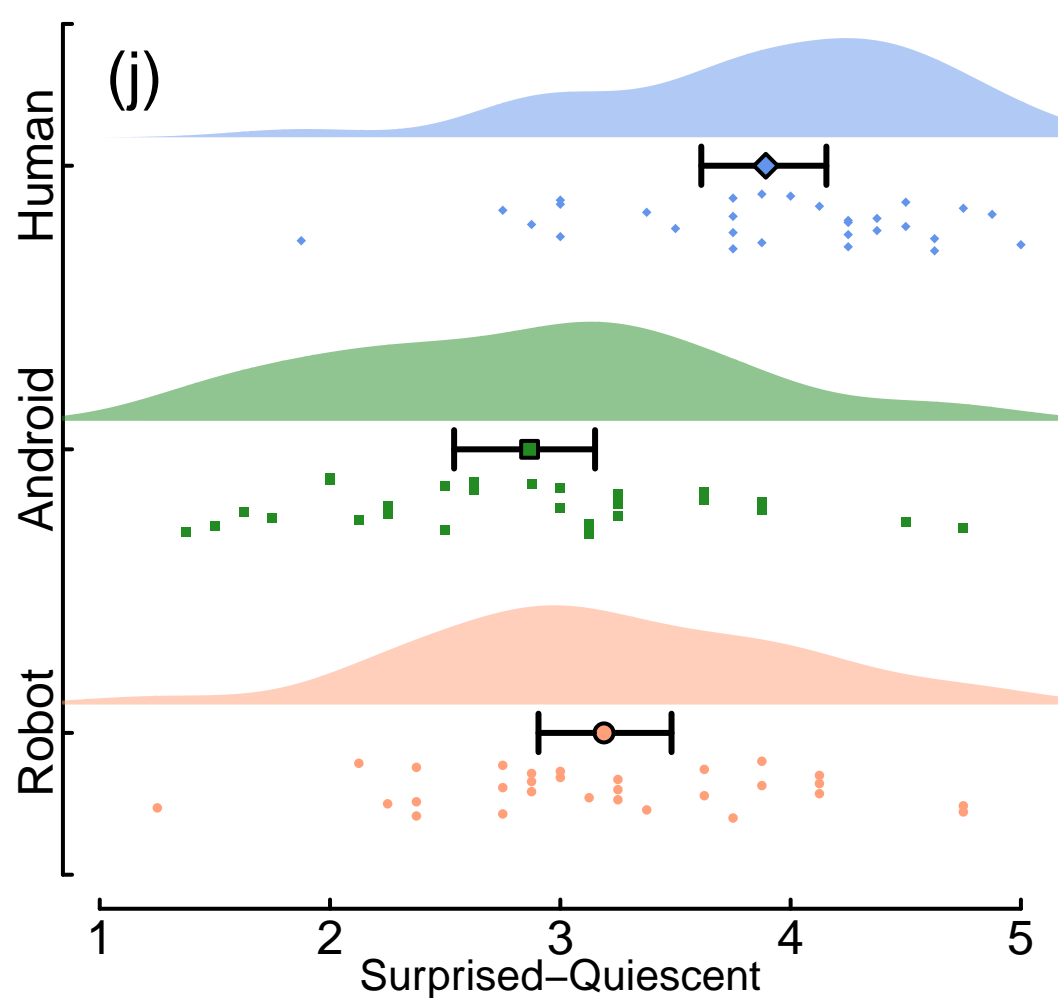 (j)
Human
Android
Robot
1 2 3 4 5
Surprised–Quiescent